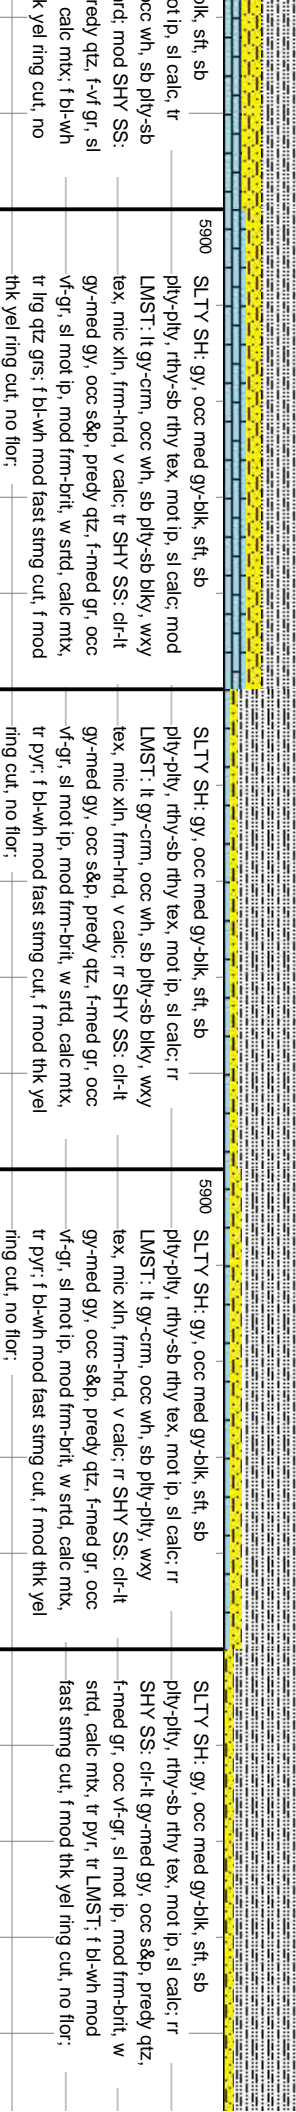 olk, sft, sb
ot ip, sl calc, tr
cc wh, sb plty-sb
rd; mod SHY SS:
redy qtz, f-vf gr, sl
calc mtx; f bl-wh
k yel ring cut, no
5900
SLTY SH: gy, occ med gy-blk, sft, sb
plty-plty, rthy-sb rthy tex, mot ip, sl calc; mod
LMST: lt gy-crm, occ wh, sb plty-sb blky, wxy
tex, mic xln, frm-hrd, v calc; tr SHY SS: clr-lt
gy-med gy, occ s&p, predy qtz, f-med gr, occ
vf-gr, sl mot ip, mod frm-brit, w srtd, calc mtx,
tr lrg qtz grs; f bl-wh mod fast stmg cut, f mod
thk yel ring cut, no flor;
SLTY SH: gy, occ med gy-blk, sft, sb
plty-plty, rthy-sb rthy tex, mot ip, sl calc; rr
LMST: lt gy-crm, occ wh, sb plty-sb blky, wxy
tex, mic xln, frm-hrd, v calc; rr SHY SS: clr-lt
gy-med gy, occ s&p, predy qtz, f-med gr, occ
vf-gr, sl mot ip, mod frm-brit, w srtd, calc mtx,
tr pyr; f bl-wh mod fast stmg cut, f mod thk yel
ring cut, no flor;
5900
SLTY SH: gy, occ med gy-blk, sft, sb
plty-plty, rthy-sb rthy tex, mot ip, sl calc; rr
LMST: lt gy-crm, occ wh, sb plty-plty, wxy
tex, mic xln, frm-hrd, v calc; rr SHY SS: clr-lt
gy-med gy, occ s&p, predy qtz, f-med gr, occ
vf-gr, sl mot ip, mod frm-brit, w srtd, calc mtx,
tr pyr; f bl-wh mod fast stmg cut, f mod thk yel
ring cut, no flor;
SLTY SH: gy, occ med gy-blk, sft, sb
plty-plty, rthy-sb rthy tex, mot ip, sl calc; rr
SHY SS: clr-lt gy-med gy, occ s&p, predy qtz,
f-med gr, occ vf-gr, sl mot ip, mod frm-brit, w
srtd, calc mtx, tr pyr, tr LMST; f bl-wh mod
fast stmg cut, f mod thk yel ring cut, no flor;